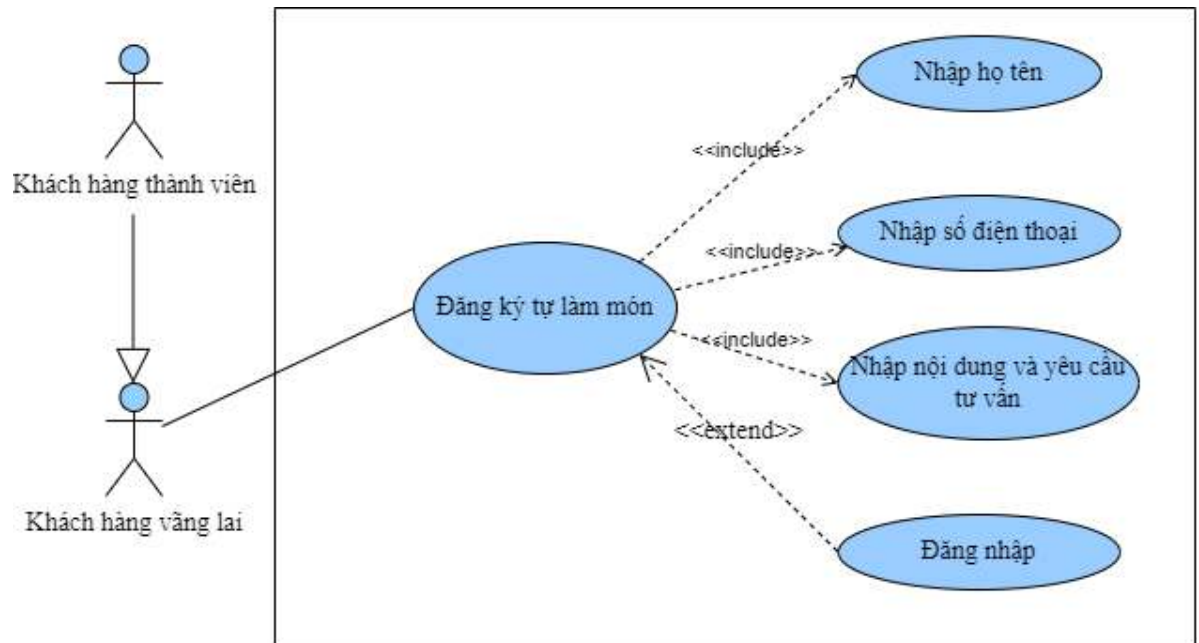 Khách hàng thành viên
Khách hàng vãng lai
Đăng ký tự làm món
<<include>>
<<include>>
<<include>>
<<extend>>
Nhập họ tên
Nhập số điện thoại
Nhập nội dung và yêu cầu
tư vấn
Đăng nhập